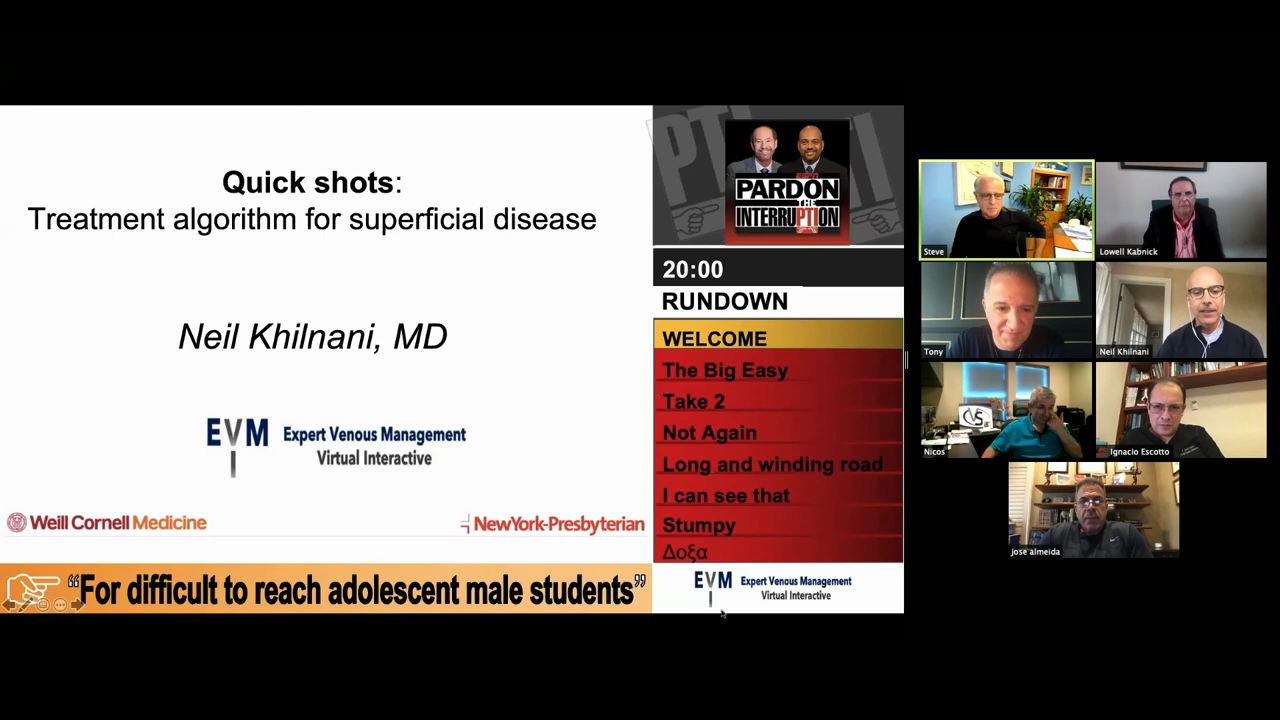 Quick shots:
Treatment algorithm for superficial disease
Neil Khilnani, MD
EVM Expert Venous Management
Virtual Interactive
Weill Cornell Medicine
NewYork-Presbyterian
“For difficult to reach adolescent male students”
PTI
PTI
PARDON
THE
INTERRUPTION
20:00
RUNDOWN
WELCOME
The Big Easy
Take 2
Not Again
Long and winding road
I can see that
Stumpy
Δοξα
EVM Expert Venous Management
Virtual Interactive
Steve
Lowell Kabnick
Tony
Neil Khilnani
Nicos
Ignacio Escotto
jose almeida